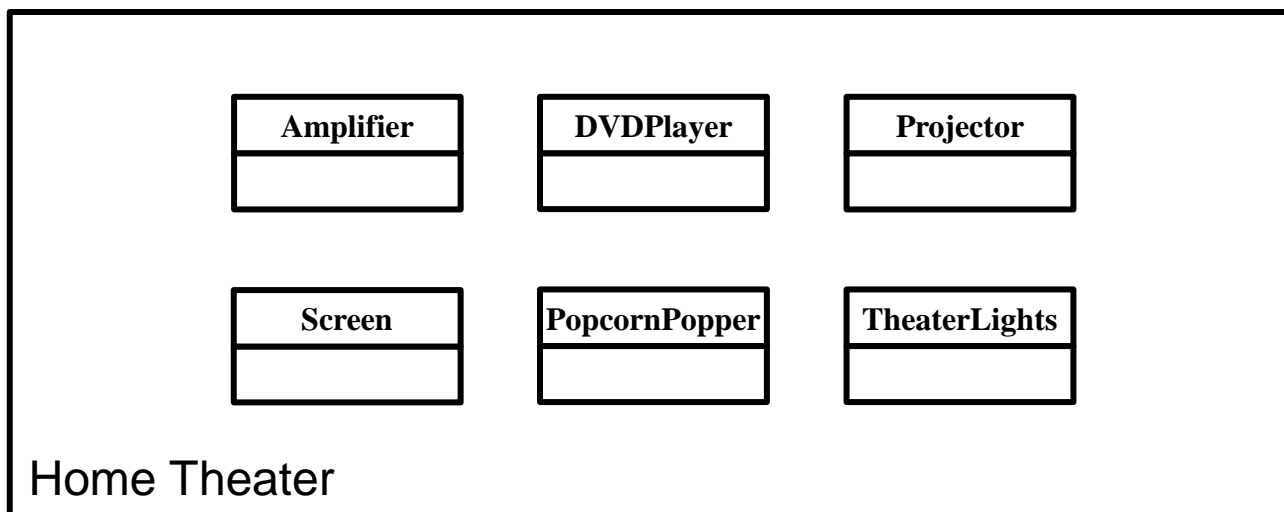 Amplifier
DVDPlayer
Projector
Screen
PopcornPopper
TheaterLights
Home Theater